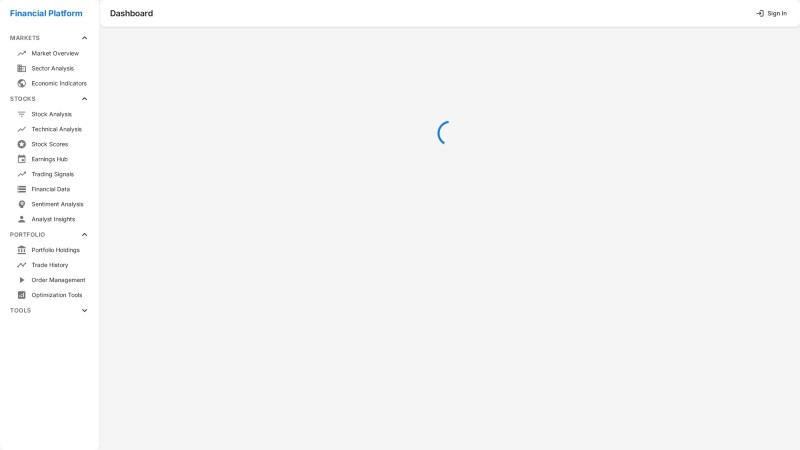 Financial Platform
Dashboard
Sign In
MARKETS
Market Overview
Sector Analysis
Economic Indicators
STOCKS
Stock Analysis
Technical Analysis
Stock Scores
Earnings Hub
Trading Signals
Financial Data
Sentiment Analysis
Analyst Insights
PORTFOLIO
Portfolio Holdings
Trade History
Order Management
Optimization Tools
TOOLS